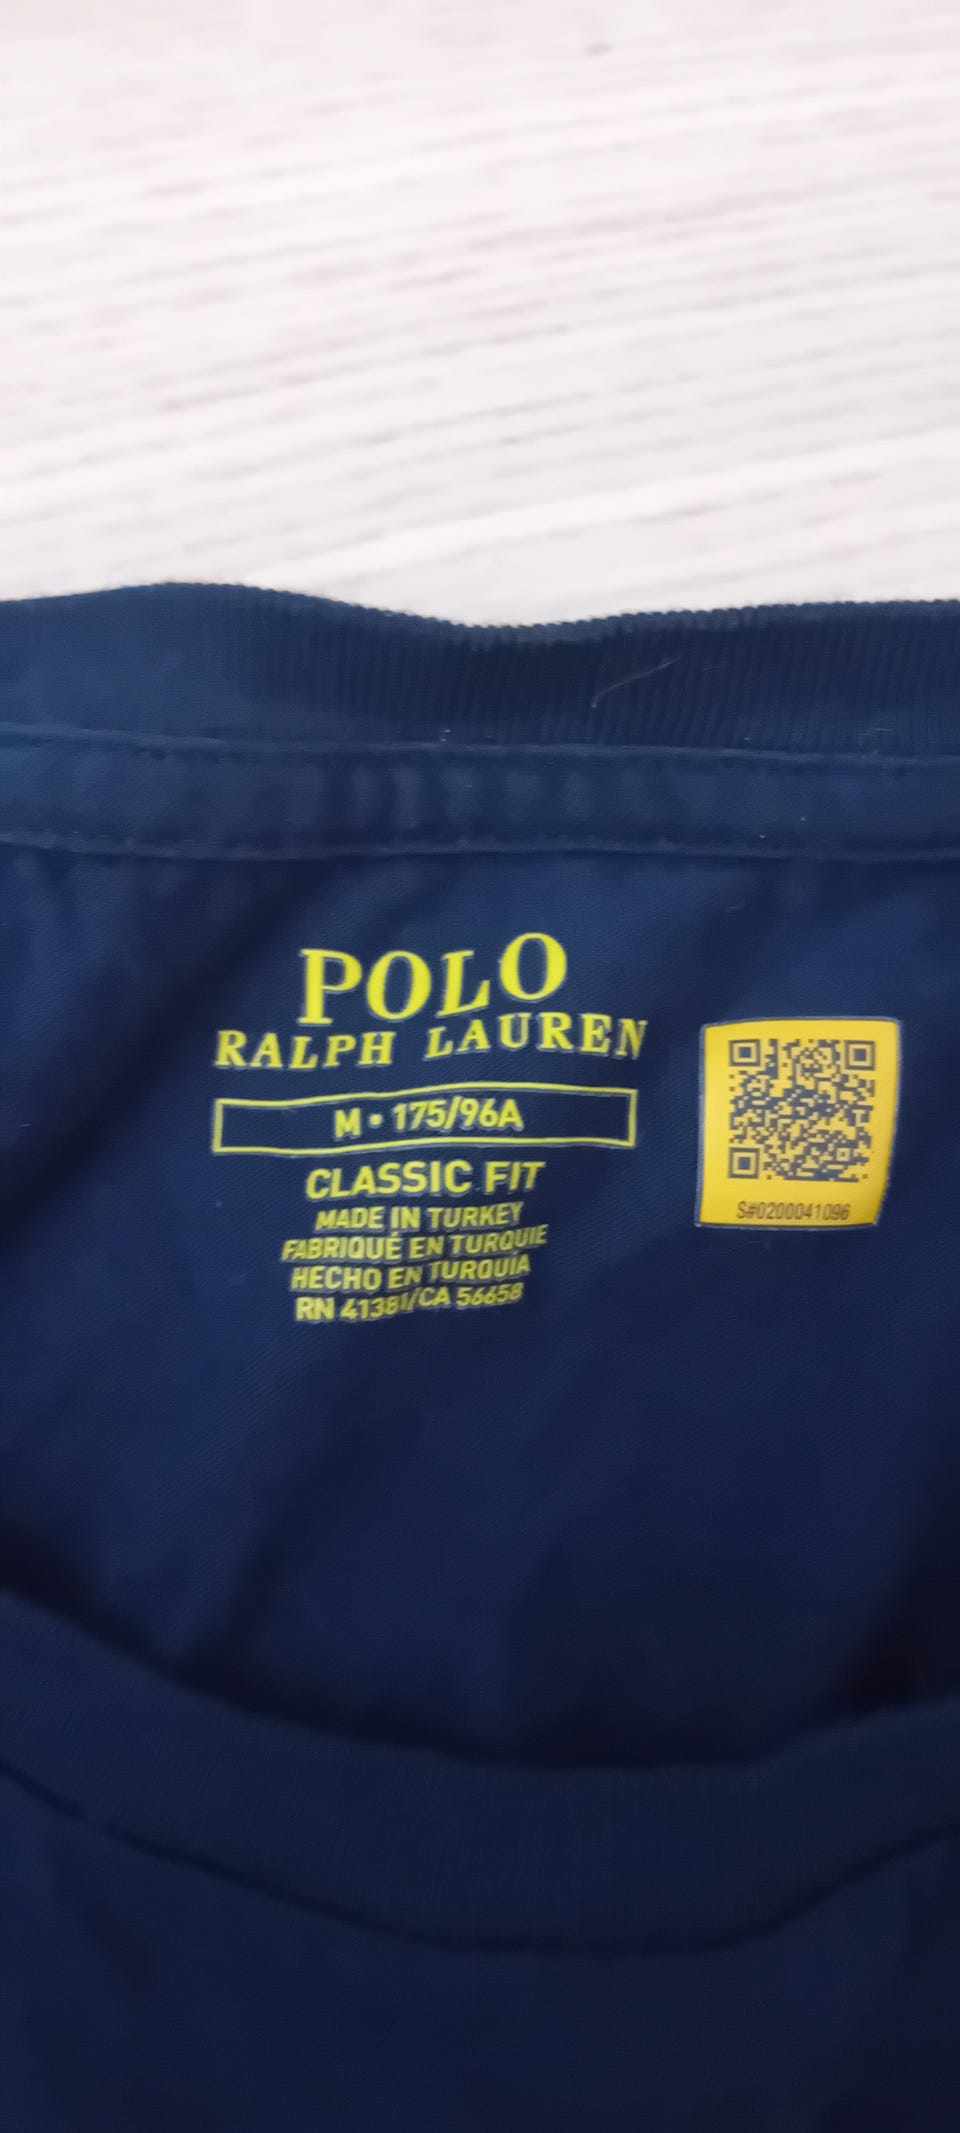 POLO
RALPH LAUREN
M • 175/96A
CLASSIC FIT
MADE IN TURKEY
FABRIQUÉ EN TURQUIE
HECHO EN TURQUÍA
RN 41381/CA 56658
S#0200041096